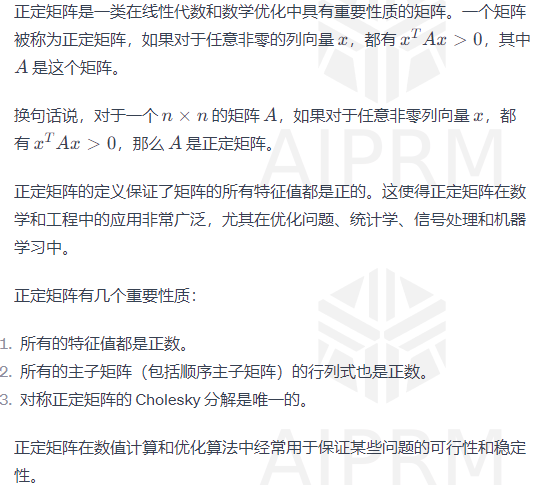 正定矩阵是一类在线性代数和数学优化中具有重要性质的矩阵。一个矩阵
被称为正定矩阵，如果对于任意非零的列向量 x，都有 x^T Ax > 0，其中
A 是这个矩阵。
换句话说，对于一个 n × n 的矩阵 A，如果对于任意非零列向量 x，都
有 x^T Ax > 0，那么 A 是正定矩阵。
正定矩阵的定义保证了矩阵的所有特征值都是正的。这使得正定矩阵在数
学和工程中的应用非常广泛，尤其在优化问题、统计学、信号处理和机器
学习中。
正定矩阵有几个重要性质：
1. 所有的特征值都是正数。
2. 所有的主子矩阵（包括顺序主子矩阵）的行列式也是正数。
3. 对称正定矩阵的 Cholesky 分解是唯一的。
正定矩阵在数值计算和优化算法中经常用于保证某些问题的可行性和稳定
性。
AIPRM
AIPRM